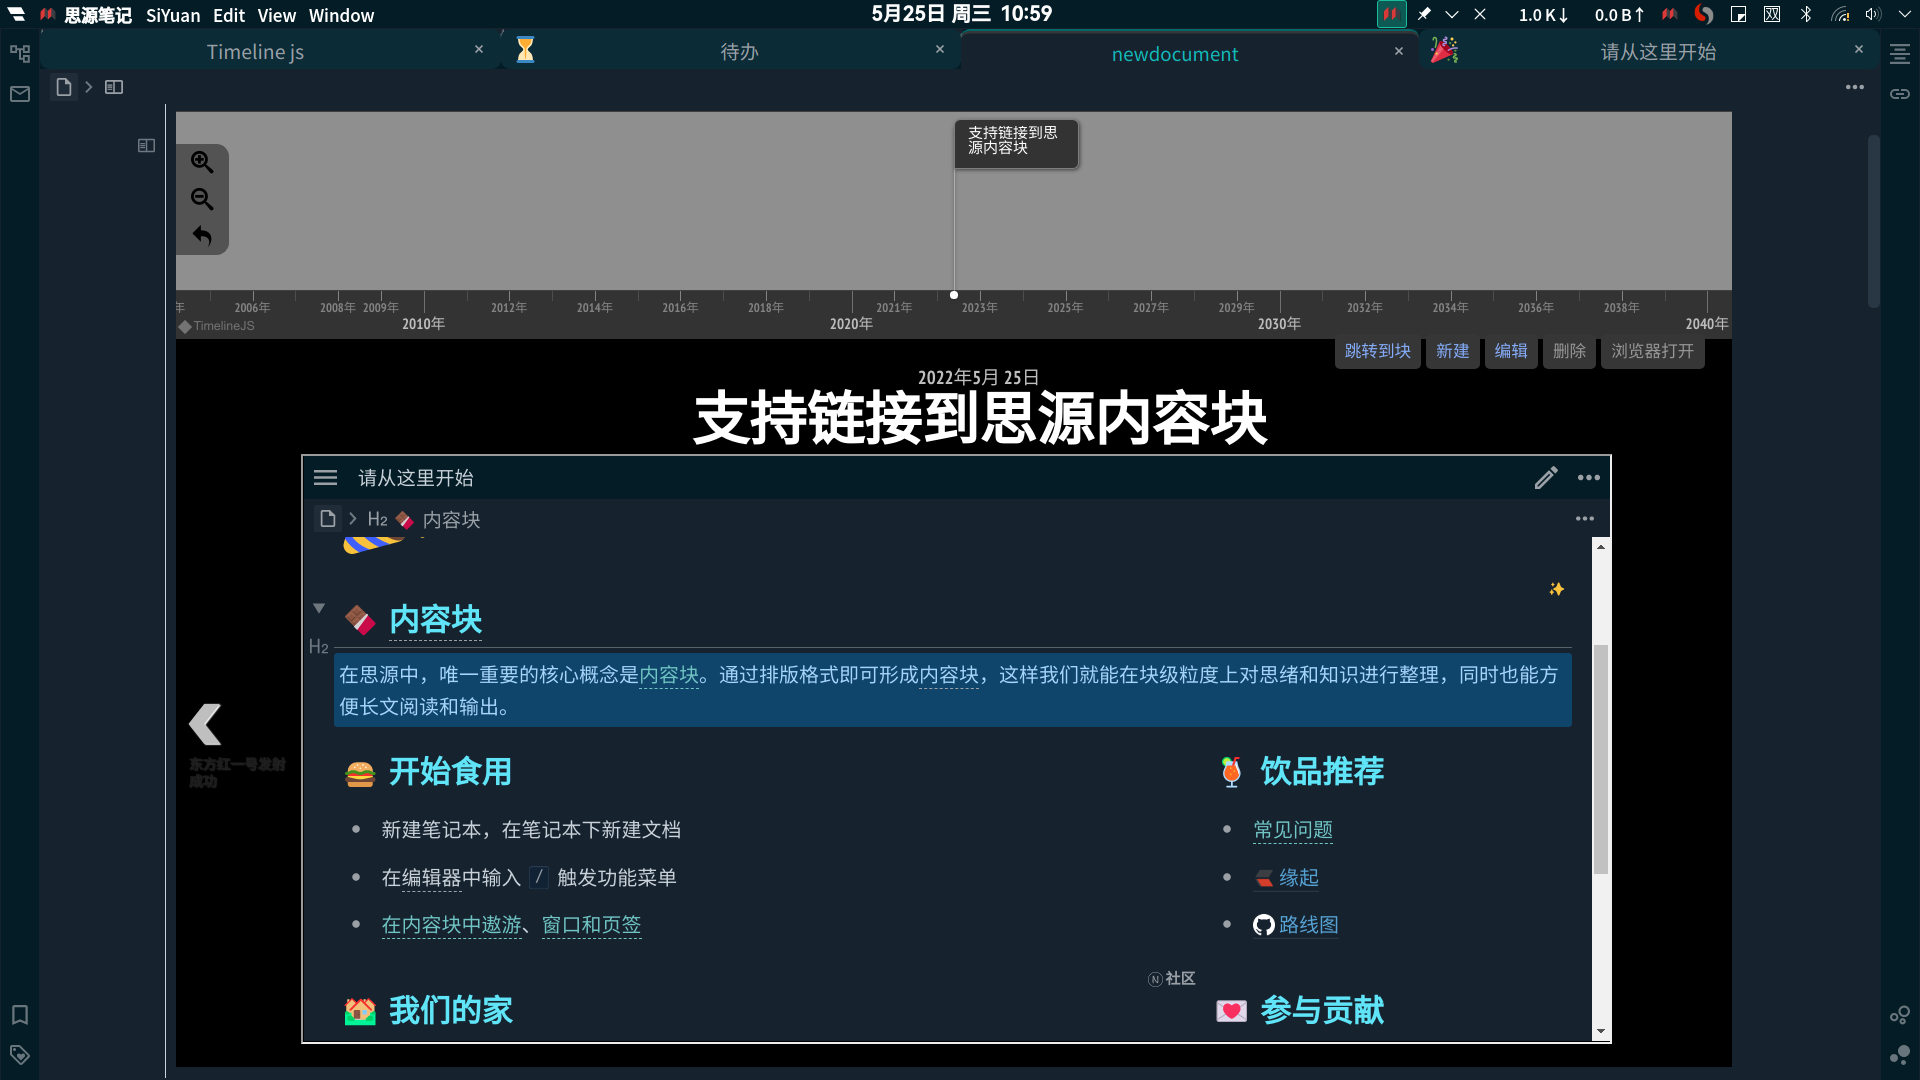 思源笔记 SiYuan Edit View Window 5月25日 周三 10:59 1.0 K↓ 0.0 B↑ 双
Timeline js × 待办 × newdocument × 请从这里开始 ×
支持链接到思
源内容块
年 2006年 2008年 2009年 2012年 2014年 2016年 2018年 2021年 2023年 2025年 2027年 2029年 2032年 2034年 2036年 2038年
TimelineJS 2010年 2020年 2030年 2040年
跳转到块 新建 编辑 删除 浏览器打开
2022年5月 25日
支持链接到思源内容块
请从这里开始
H2 内容块
内容块
H2
在思源中，唯一重要的核心概念是内容块。通过排版格式即可形成内容块，这样我们就能在块级粒度上对思绪和知识进行整理，同时也能方
便长文阅读和输出。
东方红一号发射
成功
开始食用
• 新建笔记本，在笔记本下新建文档
• 在编辑器中输入 / 触发功能菜单
• 在内容块中遨游、窗口和页签
饮品推荐
• 常见问题
• 缘起
• 路线图
N 社区
我们的家
参与贡献